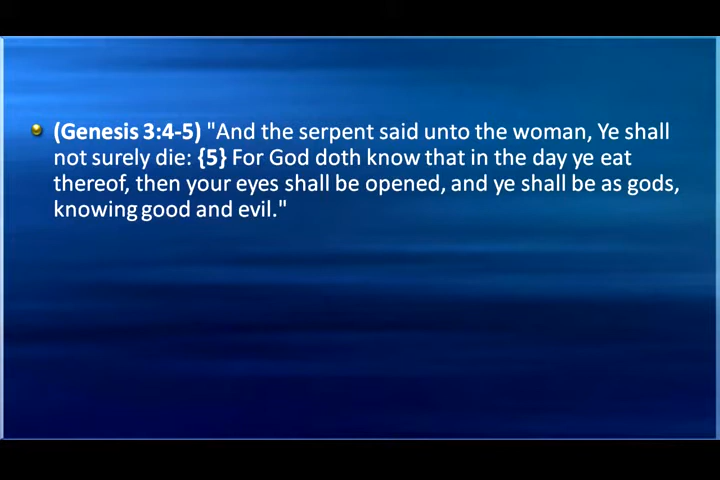 (Genesis 3:4-5) "And the serpent said unto the woman, Ye shall
not surely die: {5} For God doth know that in the day ye eat
thereof, then your eyes shall be opened, and ye shall be as gods,
knowing good and evil."